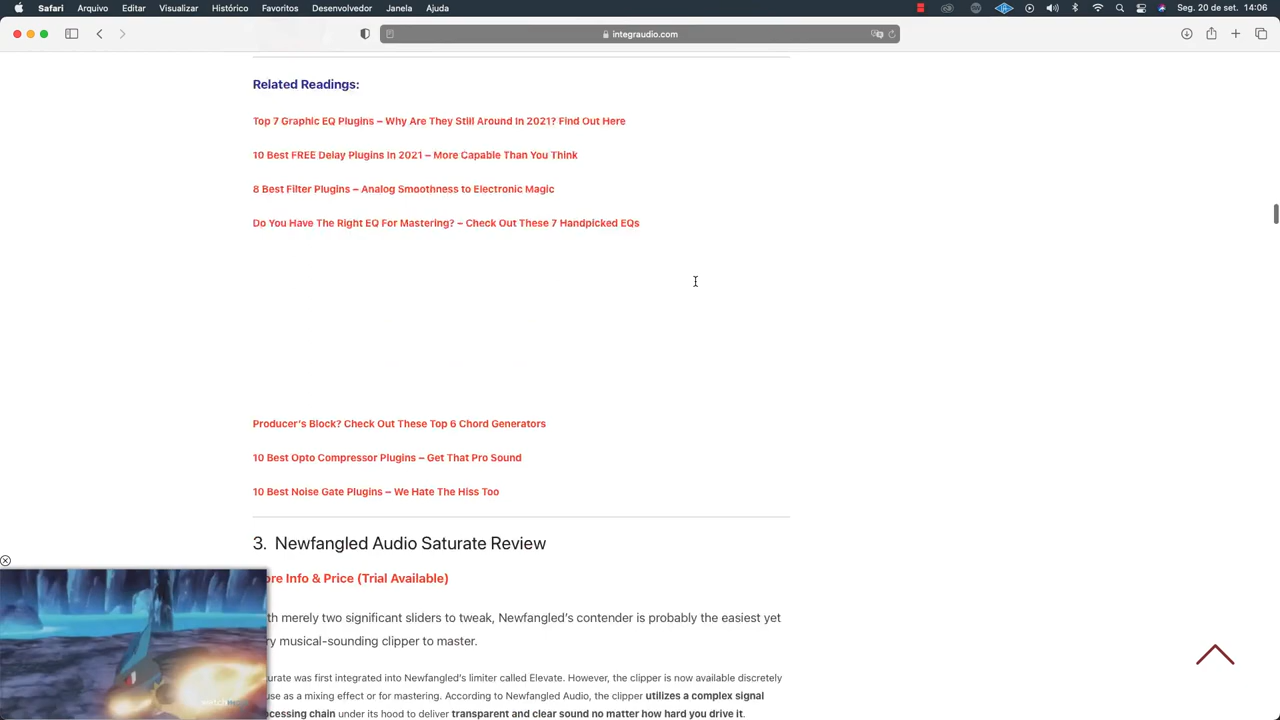 Safari Arquivo Editar Visualizar Histórico Favoritos Janela Ajuda Seg. 20 de set. 14:06
integraudio.com
Related Readings:
Top 7 Graphic EQ Plugins – Why Are They Still Around In 2021? Find Out Here
10 Best FREE Delay Plugins In 2021 – More Capable Than You Think
8 Best Filter Plugins – Analog Smoothness to Electronic Magic
Do You Have The Right EQ For Mastering? – Check Out These 7 Handpicked EQs
Producer's Block? Check Out These Top 6 Chord Generators
10 Best Opto Compressor Plugins – Get That Pro Sound
10 Best Noise Gate Plugins – We Hate The Hiss Too
3. Newfangled Audio Saturate Review
ore Info & Price (Trial Available)
th merely two significant sliders to tweak, Newfangled's contender is probably the easiest yet
ry musical-sounding clipper to master.
urate was first integrated into Newfangled's limiter called Elevate. However, the clipper is now available discretely
use as a mixing effect or for mastering. According to Newfangled Audio, the clipper utilizes a complex signal
ocessing chain under its hood to deliver transparent and clear sound no matter how hard you drive it.